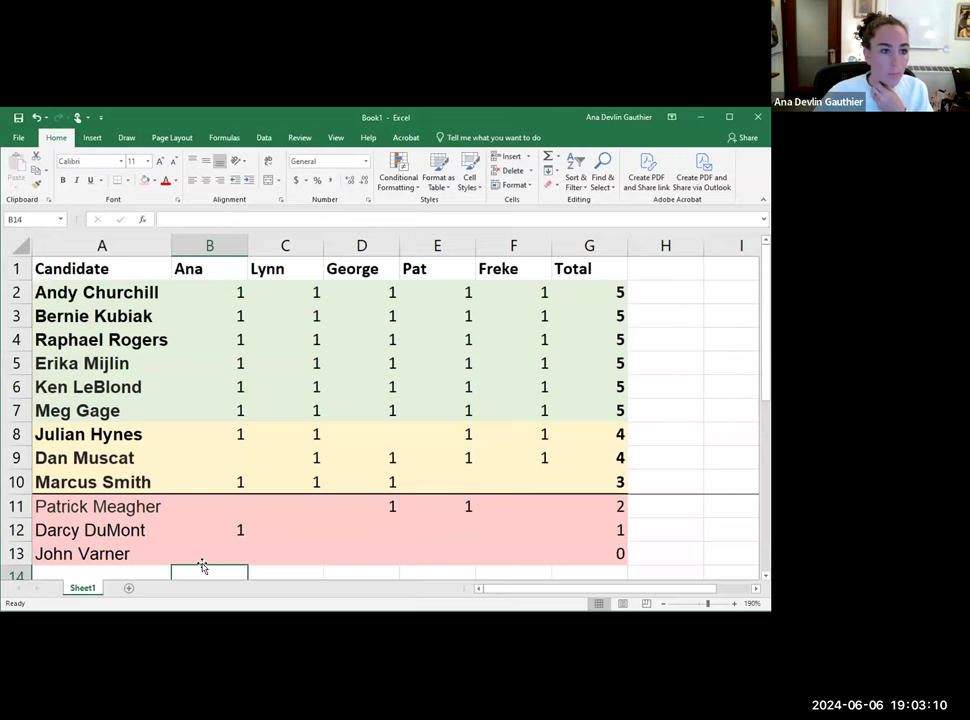 Ana Devlin Gauthier
Book1 - Excel
Ana Devlin Gauthier
File Home Insert Draw Page Layout Formulas Data Review View Help Acrobat Tell me what you want to do Share
Paste
Calibri 11 A A
B I U A
General
$ % ,
Conditional Formatting
Format as Table
Cell Styles
Insert
Delete
Format
Sort & Filter
Find & Select
Create PDF and Share link
Create PDF and Share via Outlook
Clipboard Font Alignment Number Styles Cells Editing Adobe Acrobat
B14 fx
A B C D E F G H I
1 Candidate Ana Lynn George Pat Freke Total
2 Andy Churchill 1 1 1 1 1 5
3 Bernie Kubiak 1 1 1 1 1 5
4 Raphael Rogers 1 1 1 1 1 5
5 Erika Mijlin 1 1 1 1 1 5
6 Ken LeBlond 1 1 1 1 1 5
7 Meg Gage 1 1 1 1 1 5
8 Julian Hynes 1 1 1 1 4
9 Dan Muscat 1 1 1 1 4
10 Marcus Smith 1 1 1 3
11 Patrick Meagher 1 1 2
12 Darcy DuMont 1 1
13 John Varner 0
14
Sheet1
Ready 190%
2024-06-06 19:03:10